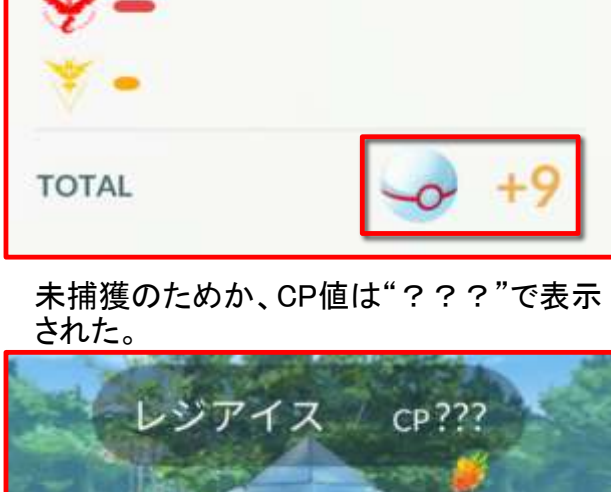 TOTAL +9
未捕獲のためか、CP値は“？？？”で表示
された。
レジアイス / CP???